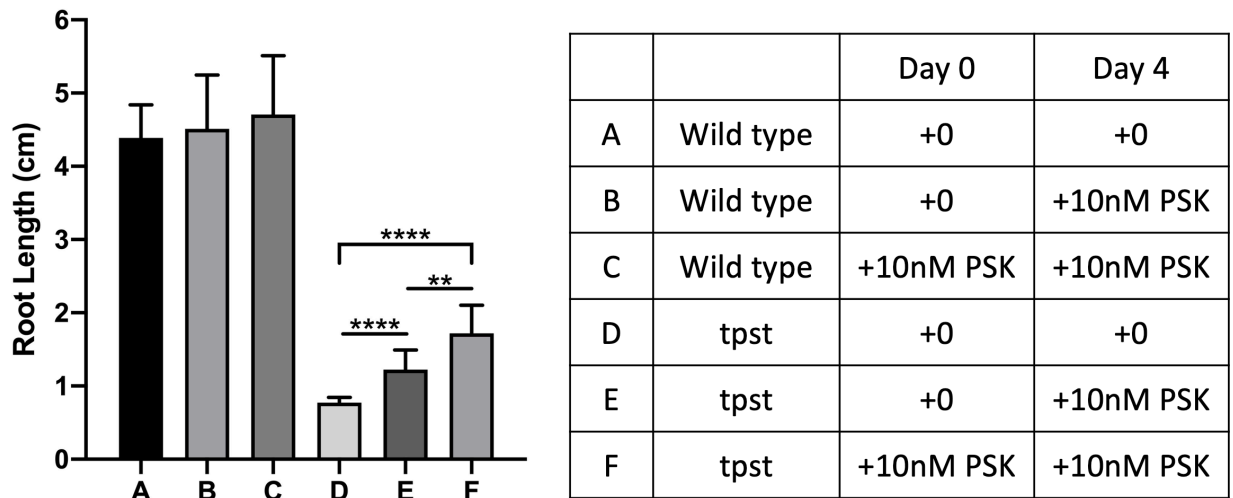 6
5
4
3
2
1
0
Root Length (cm)
****
**
****
A B C D E F
Day 0 Day 4
A Wild type +0 +0
B Wild type +0 +10nM PSK
C Wild type +10nM PSK +10nM PSK
D tpst +0 +0
E tpst +0 +10nM PSK
F tpst +10nM PSK +10nM PSK